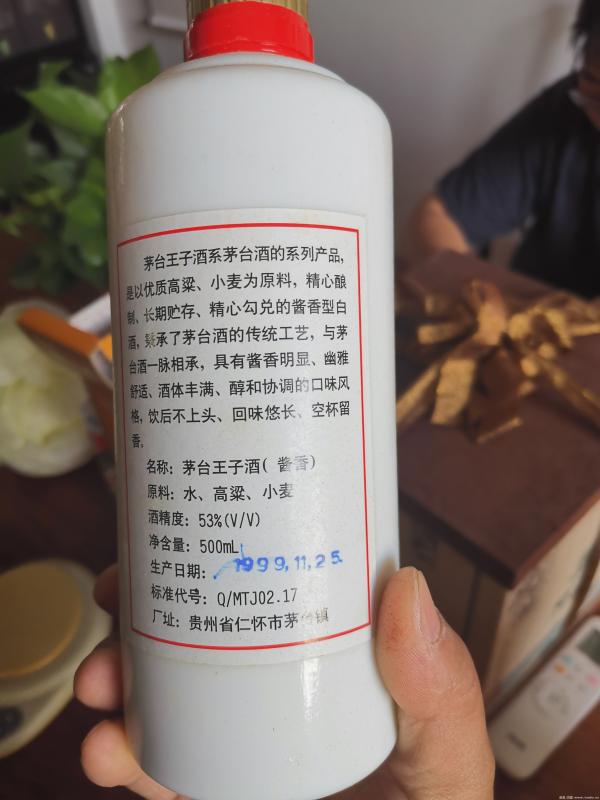 茅台王子酒系茅台酒的系列产品,
是以优质高粱、小麦为原料，精心酿
制、长期贮存、精心勾兑的酱香型白
酒，承了茅台酒的传统工艺，与茅
台酒一脉相承，具有酱香明显、幽雅
舒适、酒体丰满、醇和协调的口味风
格，饮后不上头、回味悠长、空杯留
香。
名称：茅台王子酒(酱香)
原料：水、高粱、小麦
酒精度：53%(V/V)
净含量：500mL
生产日期：1999.11.25.
标准代号：Q/MTJ02.17
厂址：贵州省仁怀市茅台镇